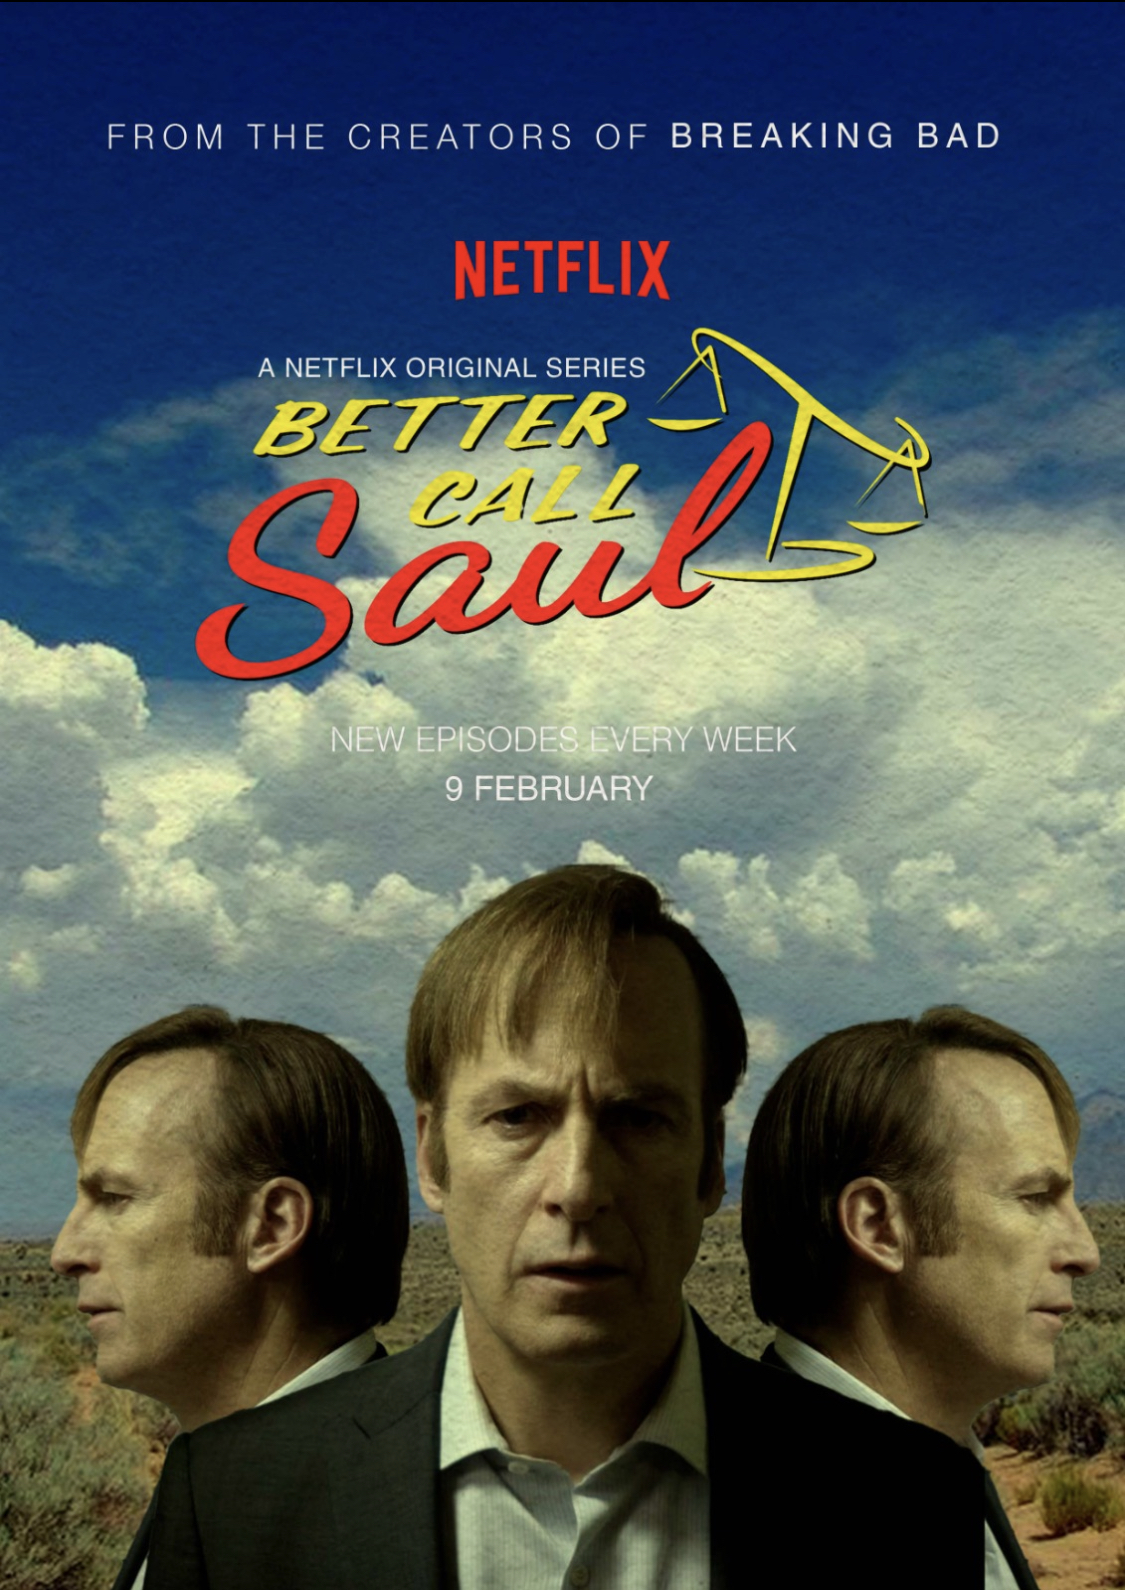 FROM THE CREATORS OF BREAKING BAD
NETFLIX
A NETFLIX ORIGINAL SERIES
BETTER
CALL
Saul
NEW EPISODES EVERY WEEK
9 FEBRUARY